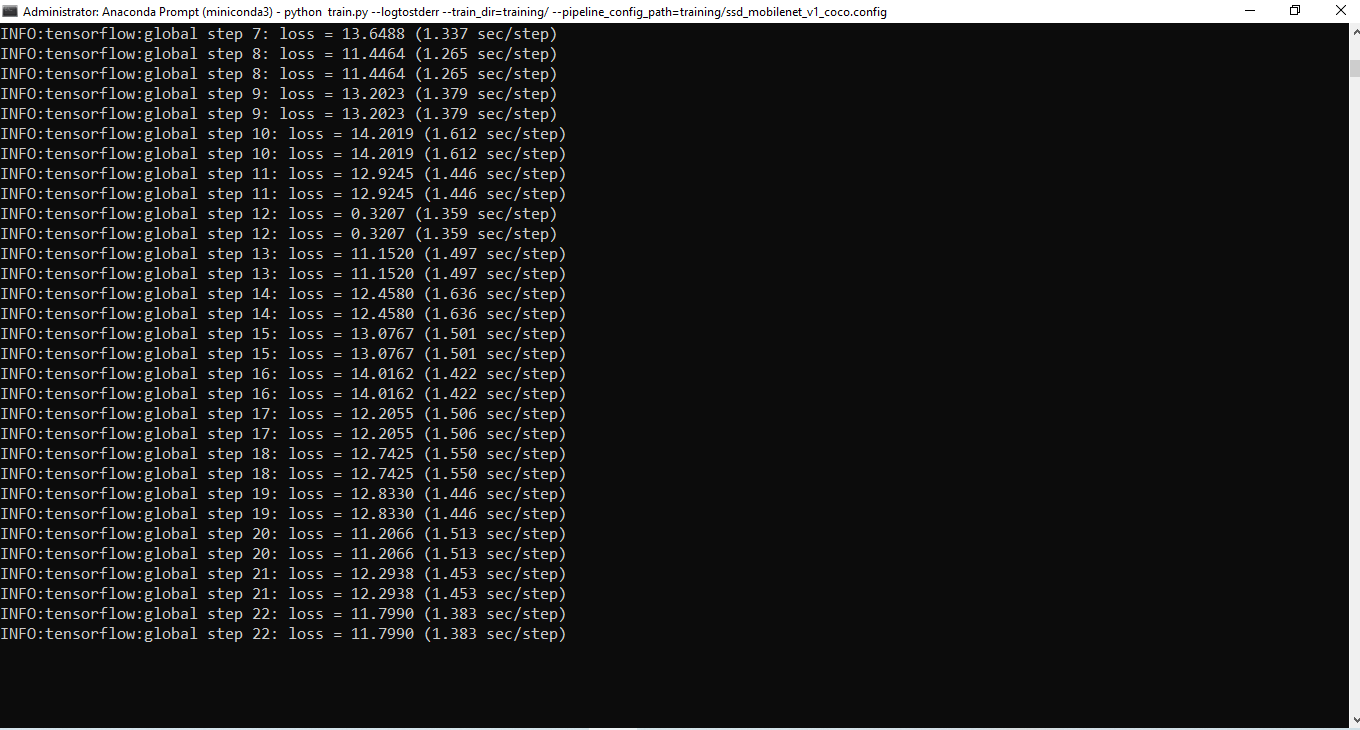 Administrator: Anaconda Prompt (miniconda3) - python  train.py --logtostderr --train_dir=training/ --pipeline_config_path=training/ssd_mobilenet_v1_coco.config
INFO:tensorflow:global step 7: loss = 13.6488 (1.337 sec/step)
INFO:tensorflow:global step 8: loss = 11.4464 (1.265 sec/step)
INFO:tensorflow:global step 8: loss = 11.4464 (1.265 sec/step)
INFO:tensorflow:global step 9: loss = 13.2023 (1.379 sec/step)
INFO:tensorflow:global step 9: loss = 13.2023 (1.379 sec/step)
INFO:tensorflow:global step 10: loss = 14.2019 (1.612 sec/step)
INFO:tensorflow:global step 10: loss = 14.2019 (1.612 sec/step)
INFO:tensorflow:global step 11: loss = 12.9245 (1.446 sec/step)
INFO:tensorflow:global step 11: loss = 12.9245 (1.446 sec/step)
INFO:tensorflow:global step 12: loss = 0.3207 (1.359 sec/step)
INFO:tensorflow:global step 12: loss = 0.3207 (1.359 sec/step)
INFO:tensorflow:global step 13: loss = 11.1520 (1.497 sec/step)
INFO:tensorflow:global step 13: loss = 11.1520 (1.497 sec/step)
INFO:tensorflow:global step 14: loss = 12.4580 (1.636 sec/step)
INFO:tensorflow:global step 14: loss = 12.4580 (1.636 sec/step)
INFO:tensorflow:global step 15: loss = 13.0767 (1.501 sec/step)
INFO:tensorflow:global step 15: loss = 13.0767 (1.501 sec/step)
INFO:tensorflow:global step 16: loss = 14.0162 (1.422 sec/step)
INFO:tensorflow:global step 16: loss = 14.0162 (1.422 sec/step)
INFO:tensorflow:global step 17: loss = 12.2055 (1.506 sec/step)
INFO:tensorflow:global step 17: loss = 12.2055 (1.506 sec/step)
INFO:tensorflow:global step 18: loss = 12.7425 (1.550 sec/step)
INFO:tensorflow:global step 18: loss = 12.7425 (1.550 sec/step)
INFO:tensorflow:global step 19: loss = 12.8330 (1.446 sec/step)
INFO:tensorflow:global step 19: loss = 12.8330 (1.446 sec/step)
INFO:tensorflow:global step 20: loss = 11.2066 (1.513 sec/step)
INFO:tensorflow:global step 20: loss = 11.2066 (1.513 sec/step)
INFO:tensorflow:global step 21: loss = 12.2938 (1.453 sec/step)
INFO:tensorflow:global step 21: loss = 12.2938 (1.453 sec/step)
INFO:tensorflow:global step 22: loss = 11.7990 (1.383 sec/step)
INFO:tensorflow:global step 22: loss = 11.7990 (1.383 sec/step)